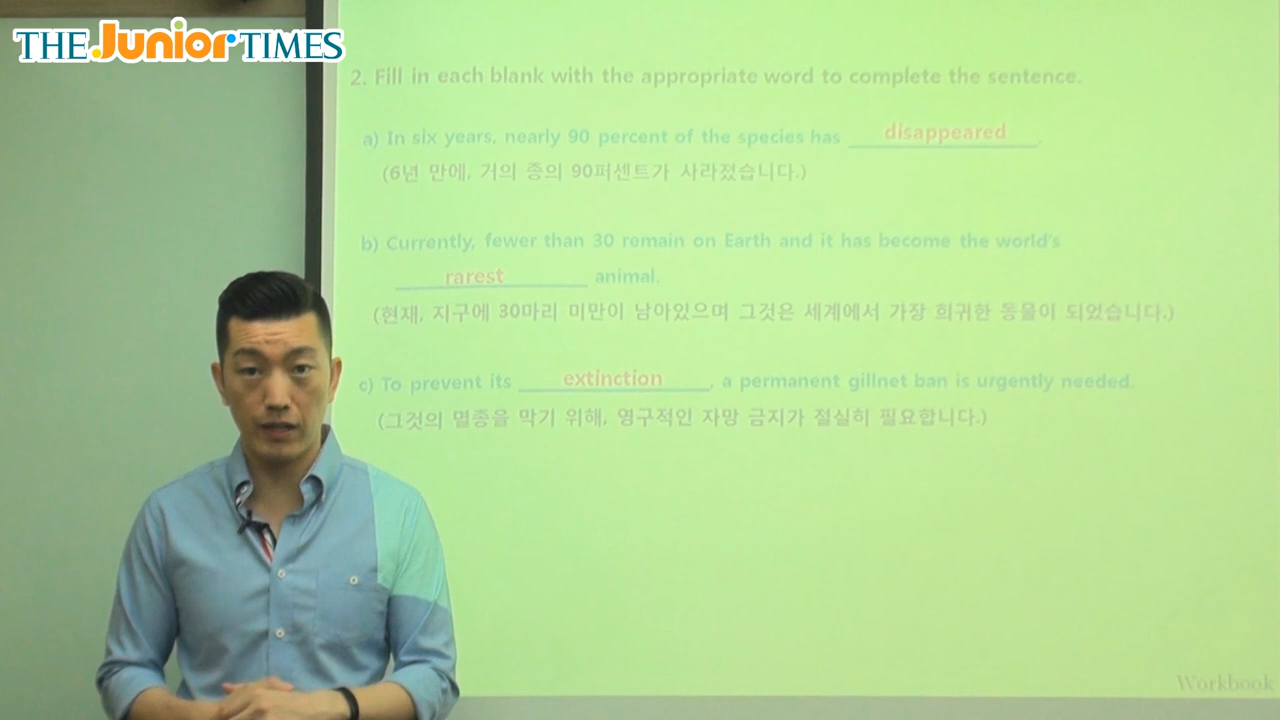 THE Junior TIMES
2. Fill in each blank with the appropriate word to complete the sentence.
a) In six years, nearly 90 percent of the species has disappeared.
(6년 만에, 거의 종의 90퍼센트가 사라졌습니다.)
b) Currently, fewer than 30 remain on Earth and it has become the world's
rarest animal.
(현재, 지구에 30마리 미만이 남아있으며 그것은 세계에서 가장 희귀한 동물이 되었습니다.)
c) To prevent its extinction, a permanent gillnet ban is urgently needed.
(그것의 멸종을 막기 위해, 영구적인 자망 금지가 절실히 필요합니다.)
Workbook